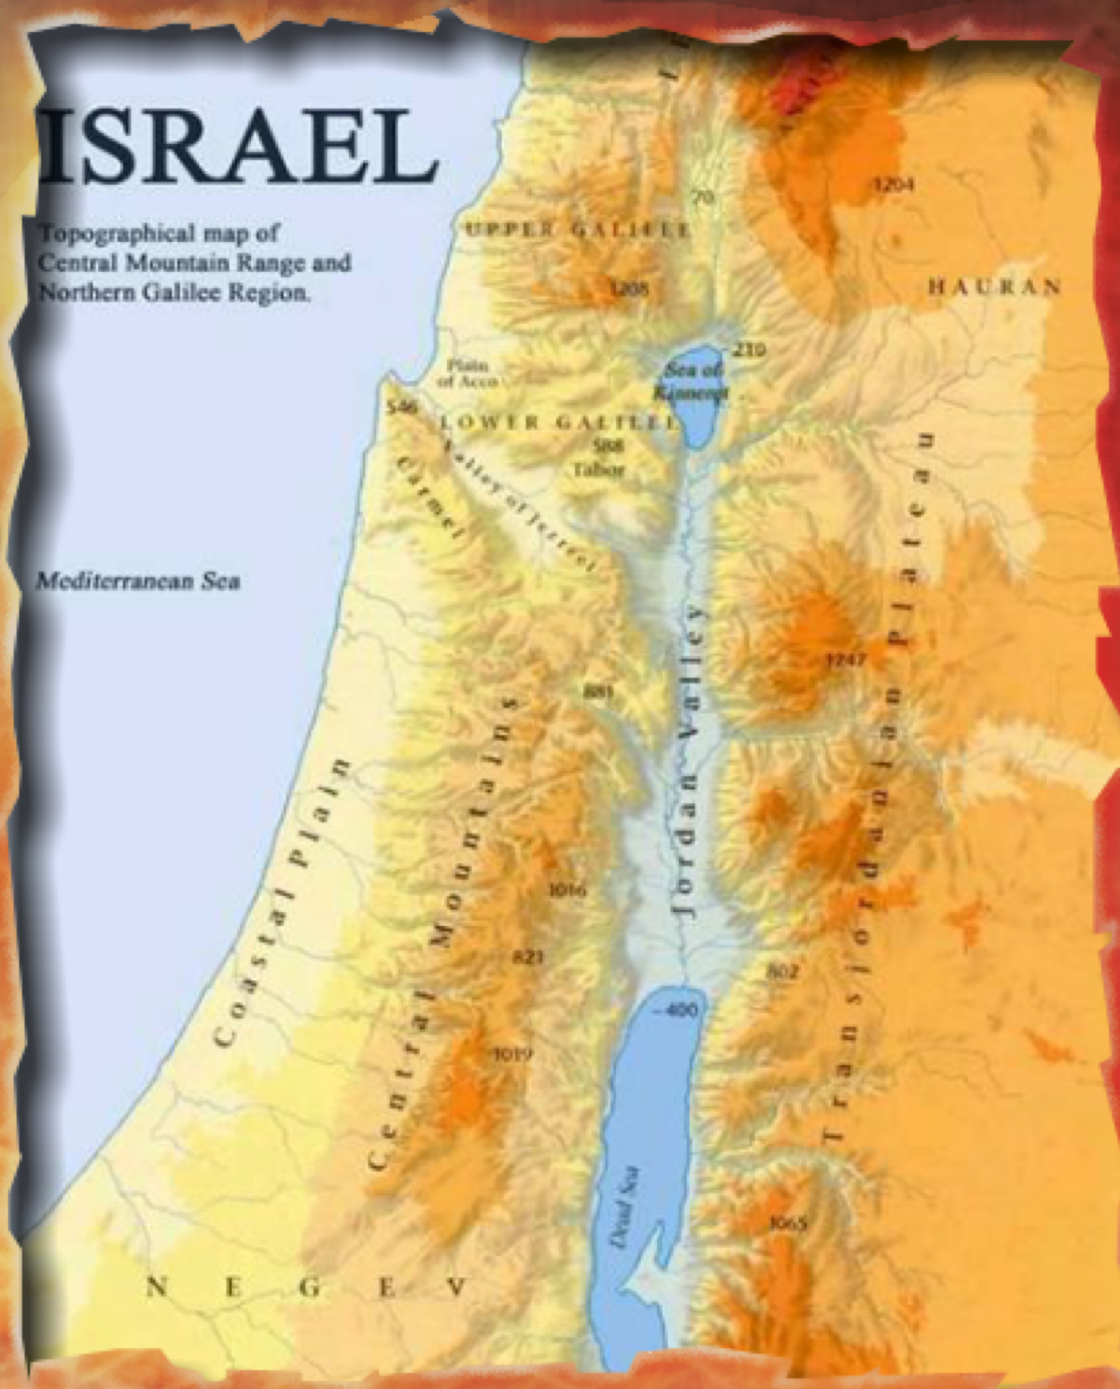 ISRAEL
Topographical map of
Central Mountain Range and
Northern Galilee Region.
70
1204
UPPER GALILEE
1208
HAURAN
-210
Sea of
Kinneret
Plain
of Acco
546
LOWER GALILEE
588
Tabor
Valley of Jezreel
Carmel
Mediterranean Sea
1247
881
Jordan Valley
Transjordanian Plateau
Coastal Plain
Central Mountains
1016
821
802
-400
1019
Dead Sea
1065
NEGEV